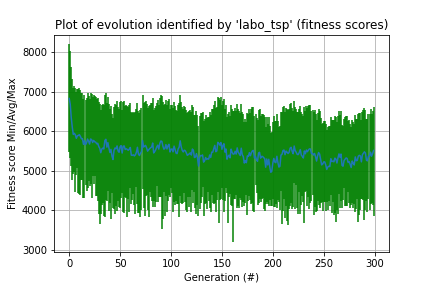 Plot of evolution identified by 'labo_tsp' (fitness scores)
Fitness score Min/Avg/Max
8000
7000
6000
5000
4000
3000
0 50 100 150 200 250 300
Generation (#)